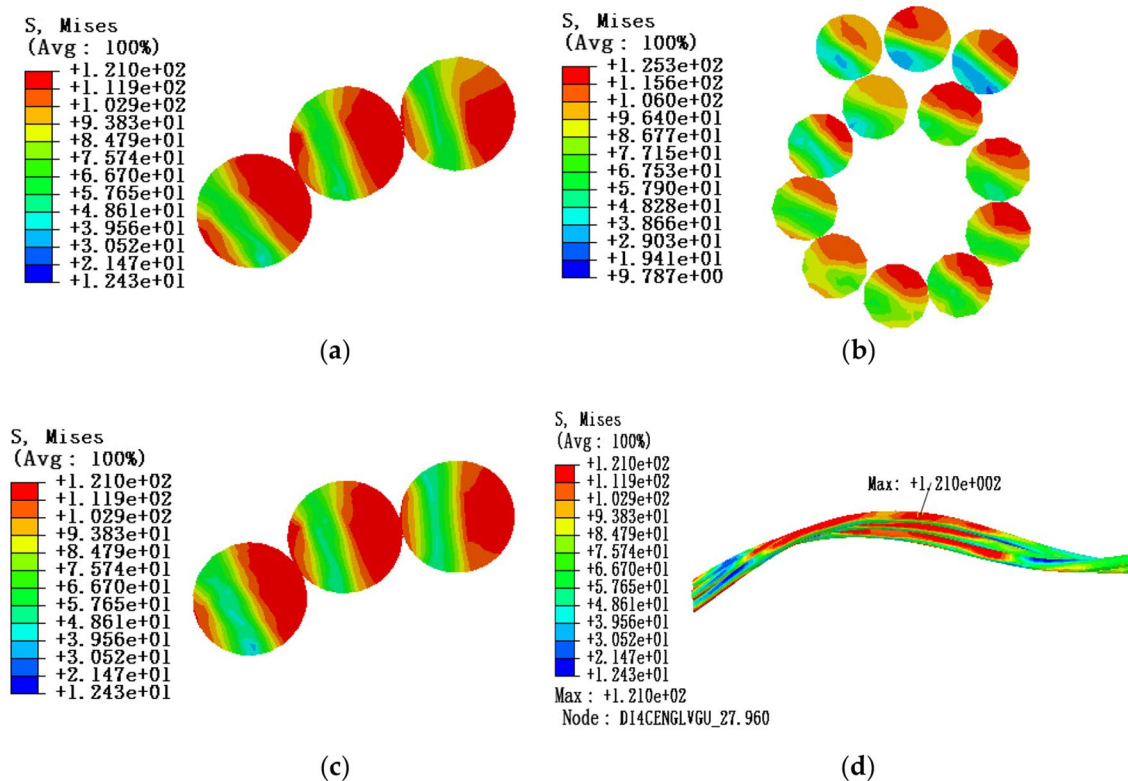 S, Mises
(Avg: 100%)
+1.210e+02
+1.119e+02
+1.029e+02
+9.383e+01
+8.479e+01
+7.574e+01
+6.670e+01
+5.765e+01
+4.861e+01
+3.956e+01
+3.052e+01
+2.147e+01
+1.243e+01
(a)
S, Mises
(Avg: 100%)
+1.253e+02
+1.156e+02
+1.060e+02
+9.640e+01
+8.677e+01
+7.715e+01
+6.753e+01
+5.790e+01
+4.828e+01
+3.866e+01
+2.903e+01
+1.941e+01
+9.787e+00
(b)
S, Mises
(Avg: 100%)
+1.210e+02
+1.119e+02
+1.029e+02
+9.383e+01
+8.479e+01
+7.574e+01
+6.670e+01
+5.765e+01
+4.861e+01
+3.956e+01
+3.052e+01
+2.147e+01
+1.243e+01
(c)
S, Mises
(Avg: 100%)
+1.210e+02
+1.119e+02
+1.029e+02
+9.383e+01
+8.479e+01
+7.574e+01
+6.670e+01
+5.765e+01
+4.861e+01
+3.956e+01
+3.052e+01
+2.147e+01
+1.243e+01
Max: +1.210e+02
Node: DI4CENGLVGU_27.960
Max: +1.210e+002
(d)